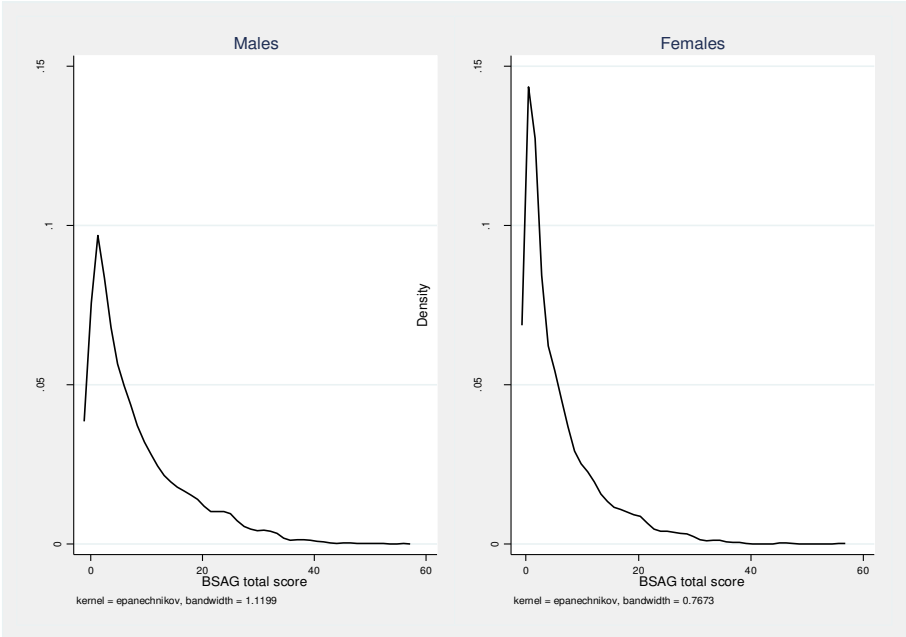 Males
.15
.1
.05
0
0 20 40 60
BSAG total score
kernel = epanechnikov, bandwidth = 1.1199
Females
Density
.15
.1
.05
0
0 20 40 60
BSAG total score
kernel = epanechnikov, bandwidth = 0.7673